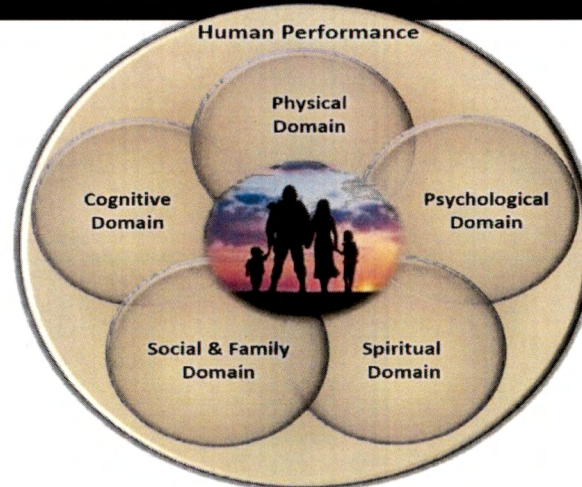 Human Performance
Physical
Domain
Cognitive
Domain
Psychological
Domain
Social & Family
Domain
Spiritual
Domain